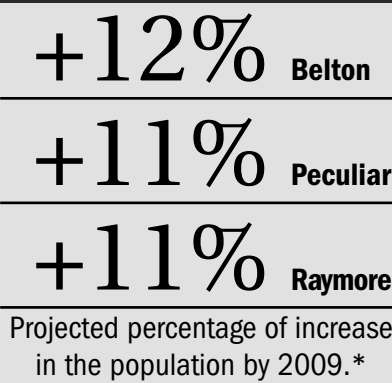 +12% Belton
+11% Peculiar
+11% Raymore
Projected percentage of increase
in the population by 2009.*